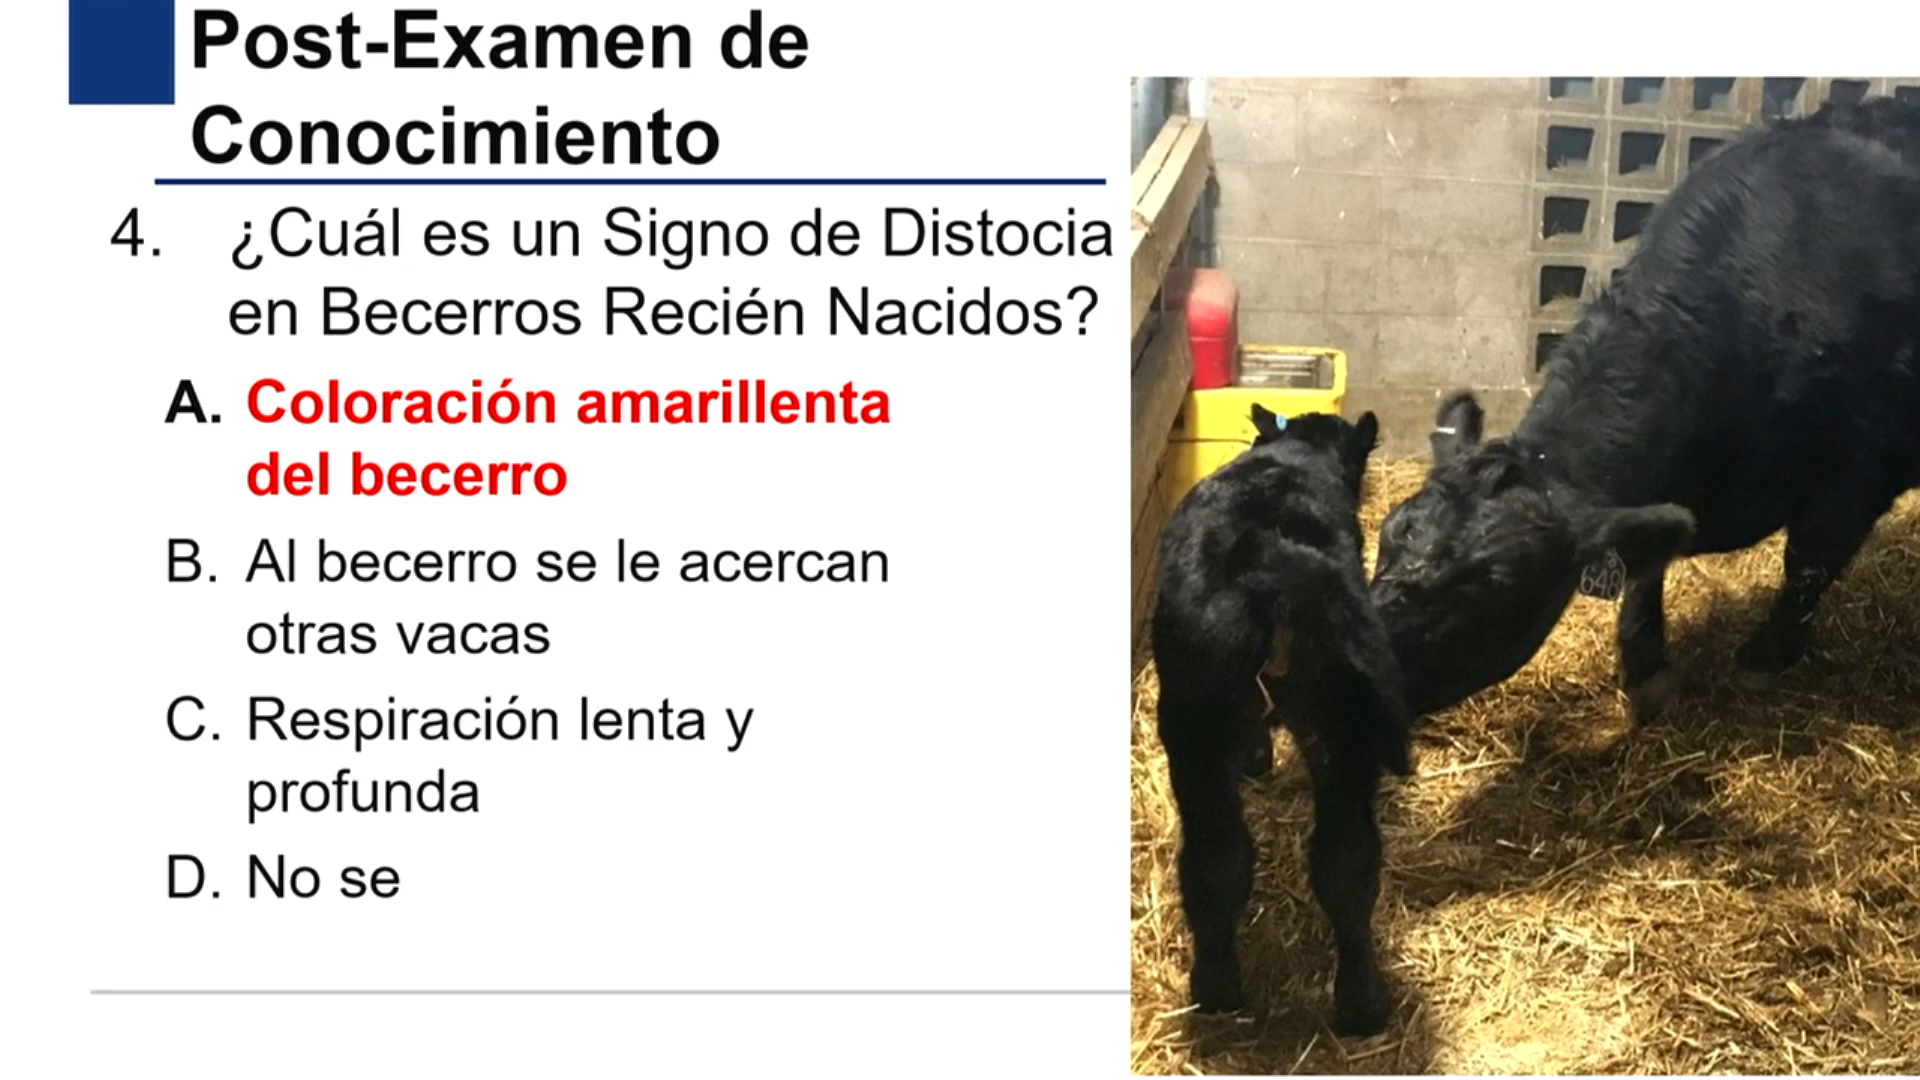 Post-Examen de
Conocimiento
4. ¿Cuál es un Signo de Distocia
en Becerros Recién Nacidos?
A. Coloración amarillenta
del becerro
B. Al becerro se le acercan
otras vacas
C. Respiración lenta y
profunda
D. No se
648